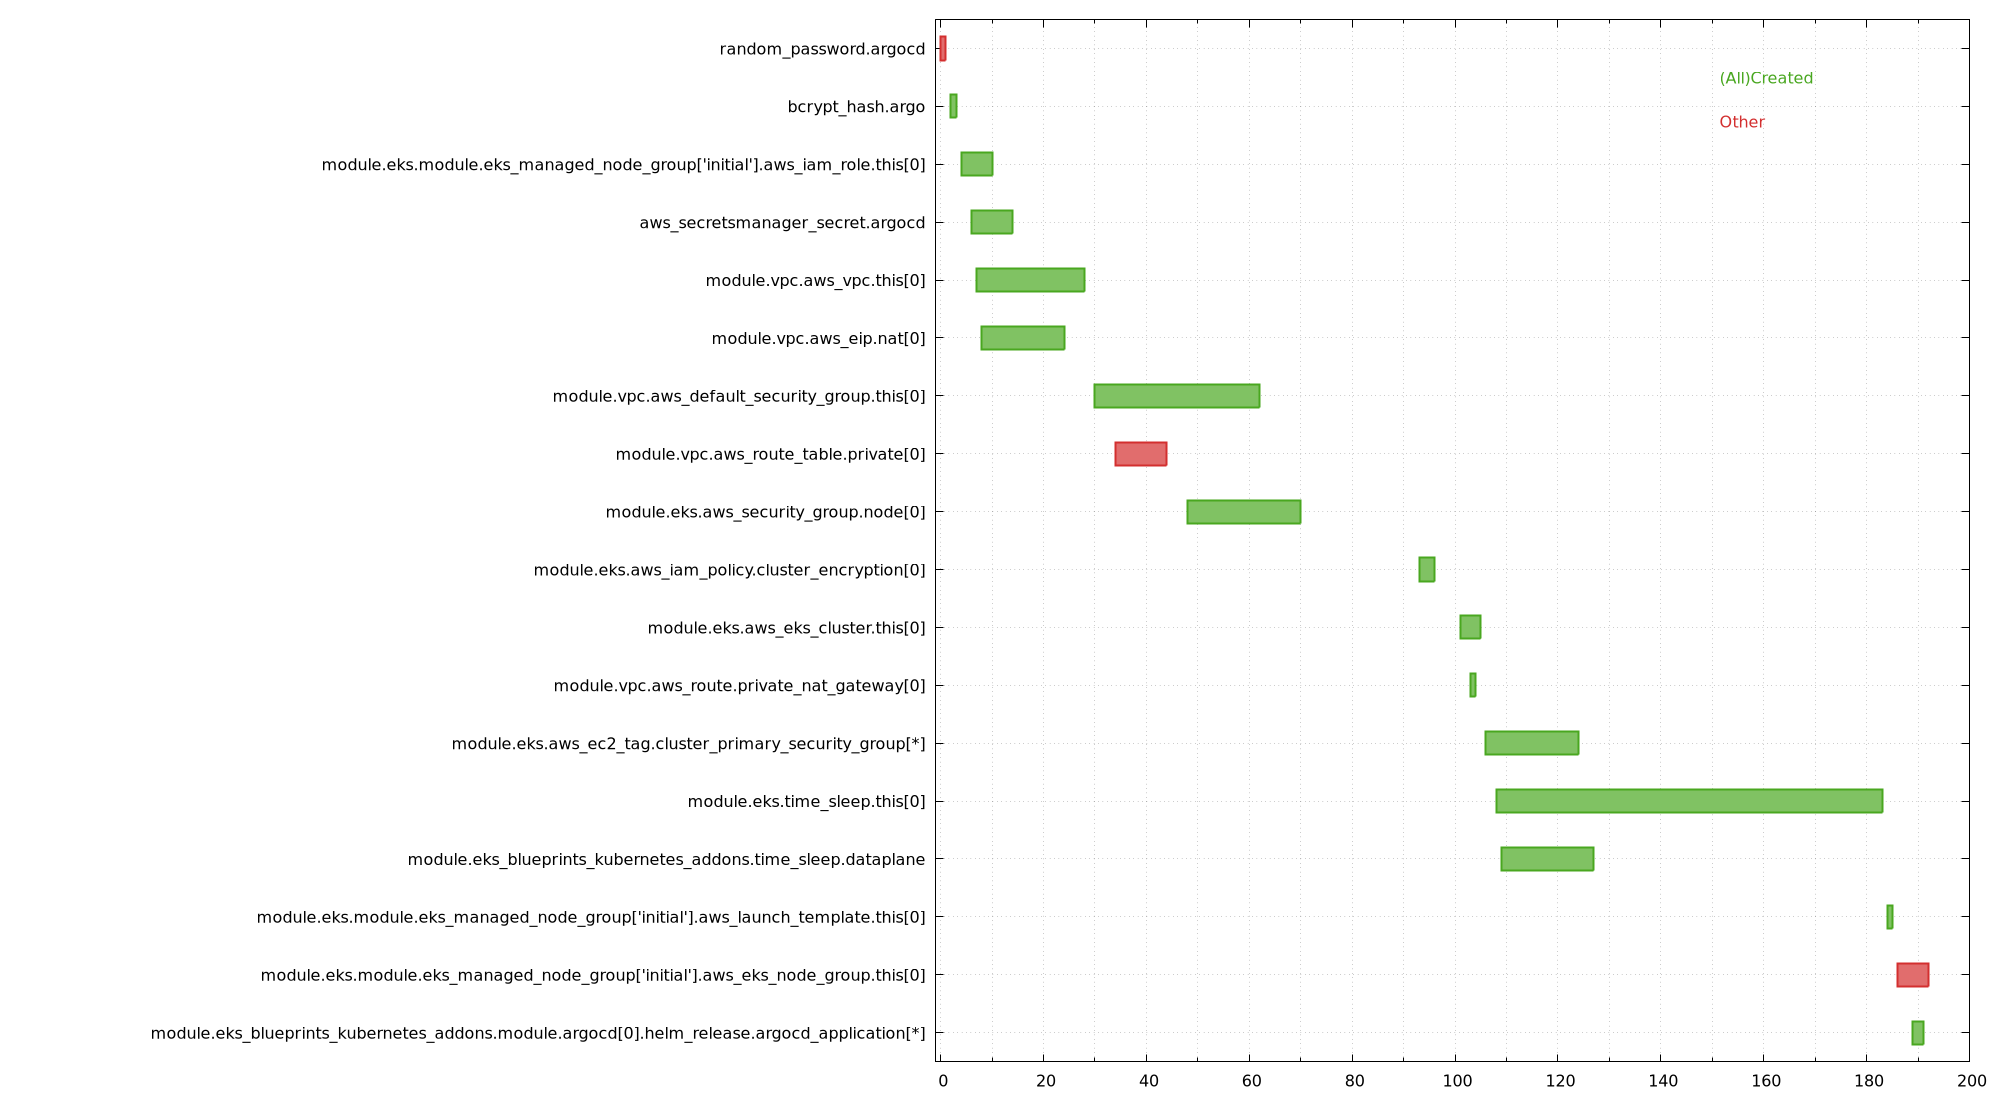 random_password.argocd
(All)Created
bcrypt_hash.argo
Other
module.eks.module.eks_managed_node_group['initial'].aws_iam_role.this[0]
aws_secretsmanager_secret.argocd
module.vpc.aws_vpc.this[0]
module.vpc.aws_eip.nat[0]
module.vpc.aws_default_security_group.this[0]
module.vpc.aws_route_table.private[0]
module.eks.aws_security_group.node[0]
module.eks.aws_iam_policy.cluster_encryption[0]
module.eks.aws_eks_cluster.this[0]
module.vpc.aws_route.private_nat_gateway[0]
module.eks.aws_ec2_tag.cluster_primary_security_group[*]
module.eks.time_sleep.this[0]
module.eks_blueprints_kubernetes_addons.time_sleep.dataplane
module.eks.module.eks_managed_node_group['initial'].aws_launch_template.this[0]
module.eks.module.eks_managed_node_group['initial'].aws_eks_node_group.this[0]
module.eks_blueprints_kubernetes_addons.module.argocd[0].helm_release.argocd_application[*]
0 20 40 60 80 100 120 140 160 180 200